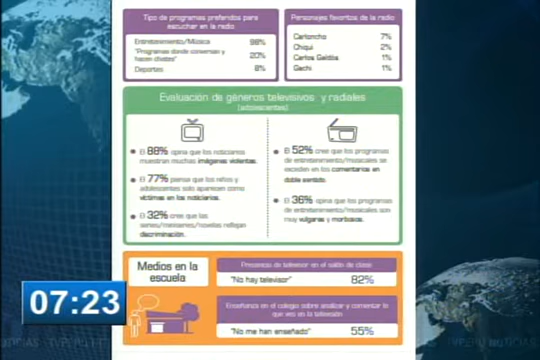 Tipo de programas preferidos para
escuchar en la radio
Entretenimiento/Música 98%
"Programas donde conversan y
hacen chistes" 20%
Deportes 8%
Personajes favoritos de la radio
Carloncho 7%
Chiqui 2%
Carlos Galdós 1%
Gachi 1%
Evaluación de géneros televisivos y radiales
(adolescentes)
El 88% opina que los noticieros
muestran muchas imágenes violentas.
El 77% piensa que los niños y
adolescentes solo aparecen como
víctimas en los noticieros.
El 32% cree que las
series/miniseries/novelas reflejan
discriminación.
El 52% cree que los programas
de entretenimiento/musicales se
exceden en los comentarios en
doble sentido.
El 36% opina que los programas
de entretenimiento/musicales son
muy vulgares y morbosos.
Medios en la
escuela
Presencia de televisor en el salón de clase:
"No hay televisor" 82%
Enseñanza en el colegio sobre analizar y comentar lo
que ves en la televisión
"No me han enseñado" 55%
07:23
NOTICIAS
TVPERÚ NOTICIAS